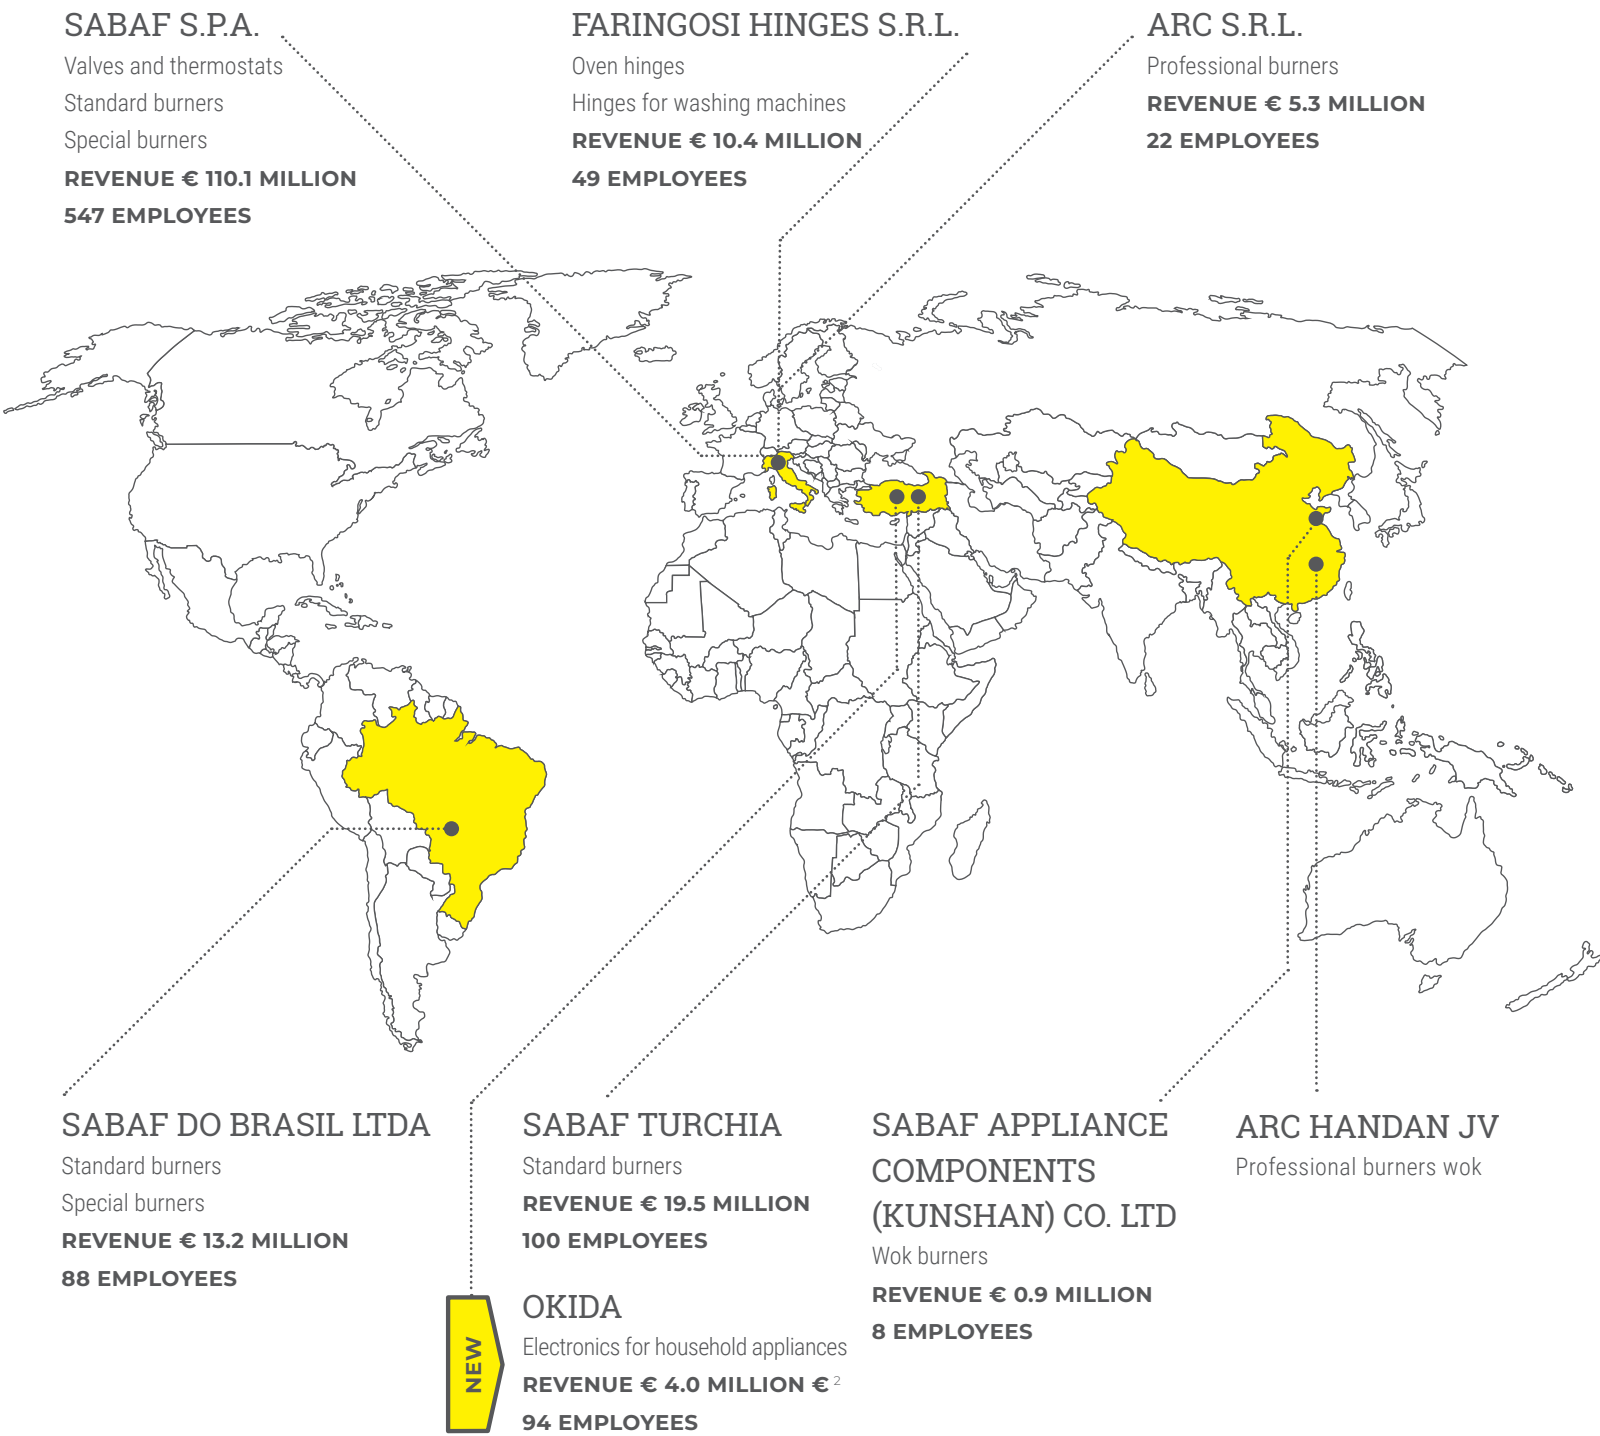 SABAF S.P.A.
Valves and thermostats
Standard burners
Special burners
REVENUE € 110.1 MILLION
547 EMPLOYEES
FARINGOSI HINGES S.R.L.
Oven hinges
Hinges for washing machines
REVENUE € 10.4 MILLION
49 EMPLOYEES
ARC S.R.L.
Professional burners
REVENUE € 5.3 MILLION
22 EMPLOYEES
SABAF DO BRASIL LTDA
Standard burners
Special burners
REVENUE € 13.2 MILLION
88 EMPLOYEES
SABAF TURCHIA
Standard burners
REVENUE € 19.5 MILLION
100 EMPLOYEES
NEW
OKIDA
Electronics for household appliances
REVENUE € 4.0 MILLION € 2
94 EMPLOYEES
SABAF APPLIANCE
COMPONENTS
(KUNSHAN) CO. LTD
Wok burners
REVENUE € 0.9 MILLION
8 EMPLOYEES
ARC HANDAN JV
Professional burners wok